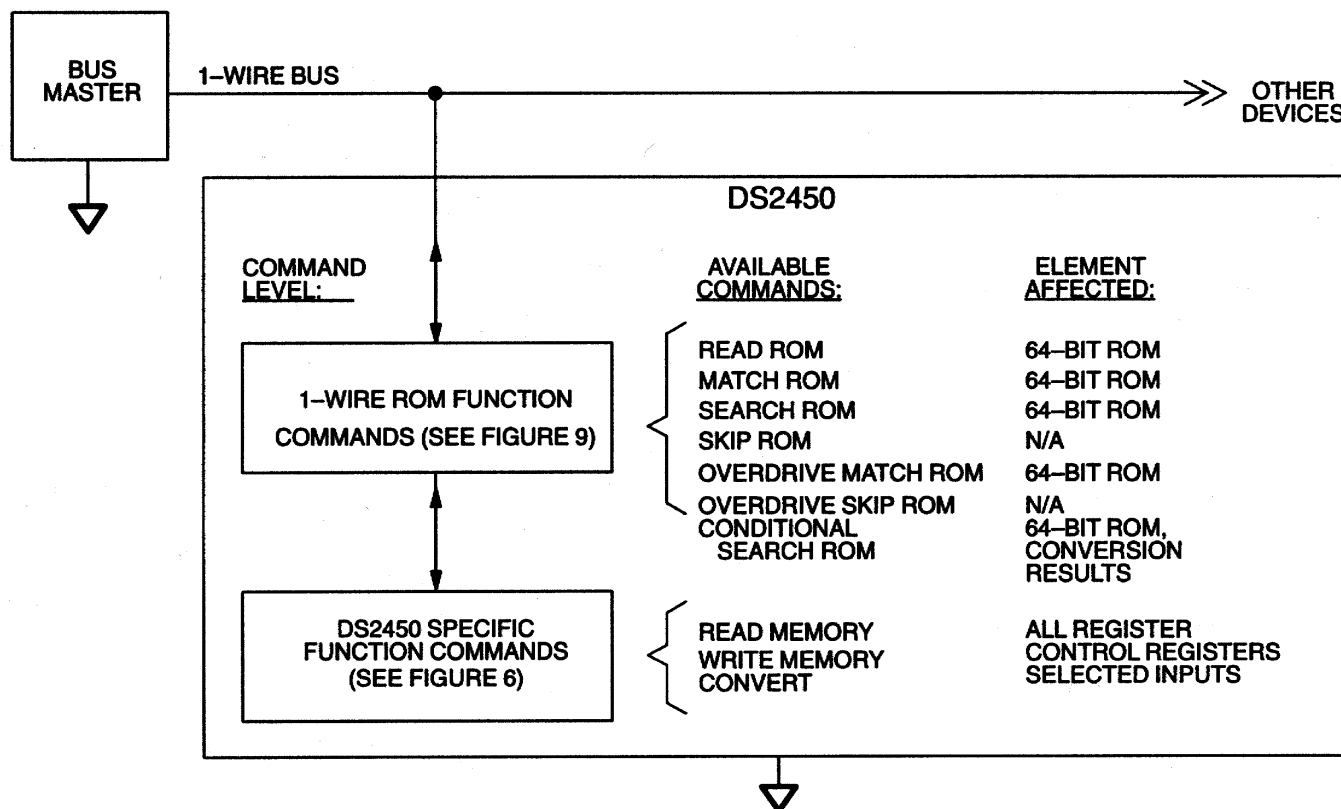 BUS
MASTER
1–WIRE BUS
OTHER
DEVICES
DS2450
COMMAND
LEVEL:
AVAILABLE
COMMANDS:
ELEMENT
AFFECTED:
1–WIRE ROM FUNCTION
COMMANDS (SEE FIGURE 9)
READ ROM 64–BIT ROM
MATCH ROM 64–BIT ROM
SEARCH ROM 64–BIT ROM
SKIP ROM N/A
OVERDRIVE MATCH ROM 64–BIT ROM
OVERDRIVE SKIP ROM N/A
CONDITIONAL 64–BIT ROM,
SEARCH ROM CONVERSION
RESULTS
DS2450 SPECIFIC
FUNCTION COMMANDS
(SEE FIGURE 6)
READ MEMORY ALL REGISTER
WRITE MEMORY CONTROL REGISTERS
CONVERT SELECTED INPUTS